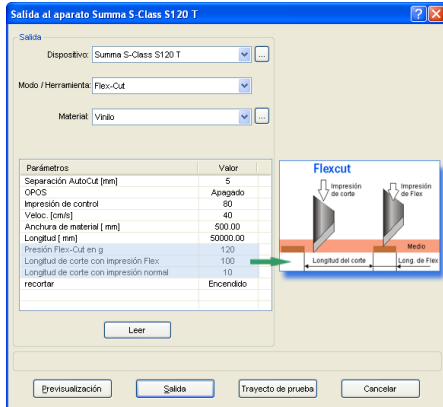 Salida al aparato Summa S-Class S120 T
Salida
Dispositivo: Summa S-Class S120 T
...
Modo / Herramienta: Flex-Cut
Material: Vinilo
...
Parámetros Valor
Separación AutoCut [mm] 5
OPOS Apagado
Impresión de control 80
Veloc. [cm/s] 40
Anchura de material [ mm] 500.00
Longitud [ mm] 50000.00
Presión Flex-Cut en g 120
Longitud de corte con impresión Flex 100
Longitud de corte con impresión normal 10
recortar Encendido
Flexcut
Impresión de corte
Impresión de Flex
Medio
Longitud del corte
Long. de Flex
Leer
Previsualización
Salida
Trayecto de prueba
Cancelar